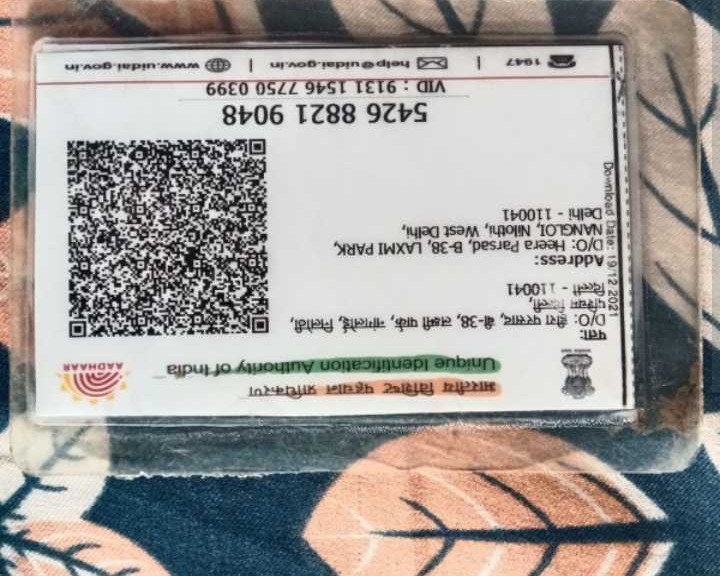 भारतीय विशिष्ट पहचान प्राधिकरण
Unique Identification Authority of India
AADHAAR
पता:
D/O: हीरा परसाद, बी-38, लक्ष्मी पार्क, नांगलोई, निलोठी,
पश्चिम दिल्ली,
दिल्ली - 110041
Address:
D/O: Heera Parsad, B-38, LAXMI PARK,
NANGLOI, Nilothi, West Delhi,
Delhi - 110041
Download Date: 19/12/2021
5426 8821 9048
VID : 9131 1546 7750 0399
1947 | help@uidai.gov.in | www.uidai.gov.in